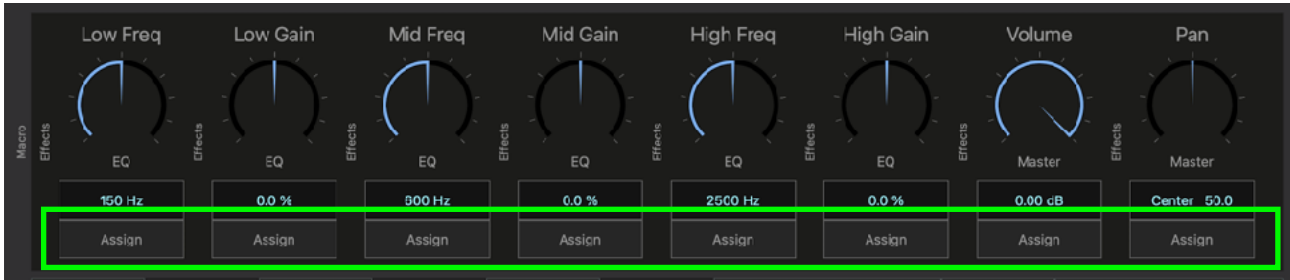 Low Freq Low Gain Mid Freq Mid Gain High Freq High Gain Volume Pan
Macro
Effects Effects Effects Effects Effects Effects Effects Effects
EQ EQ EQ EQ EQ EQ Master Master
150 Hz 0.0 % 600 Hz 0.0 % 2500 Hz 0.0 % 0.00 dB Center 50.0
Assign Assign Assign Assign Assign Assign Assign Assign